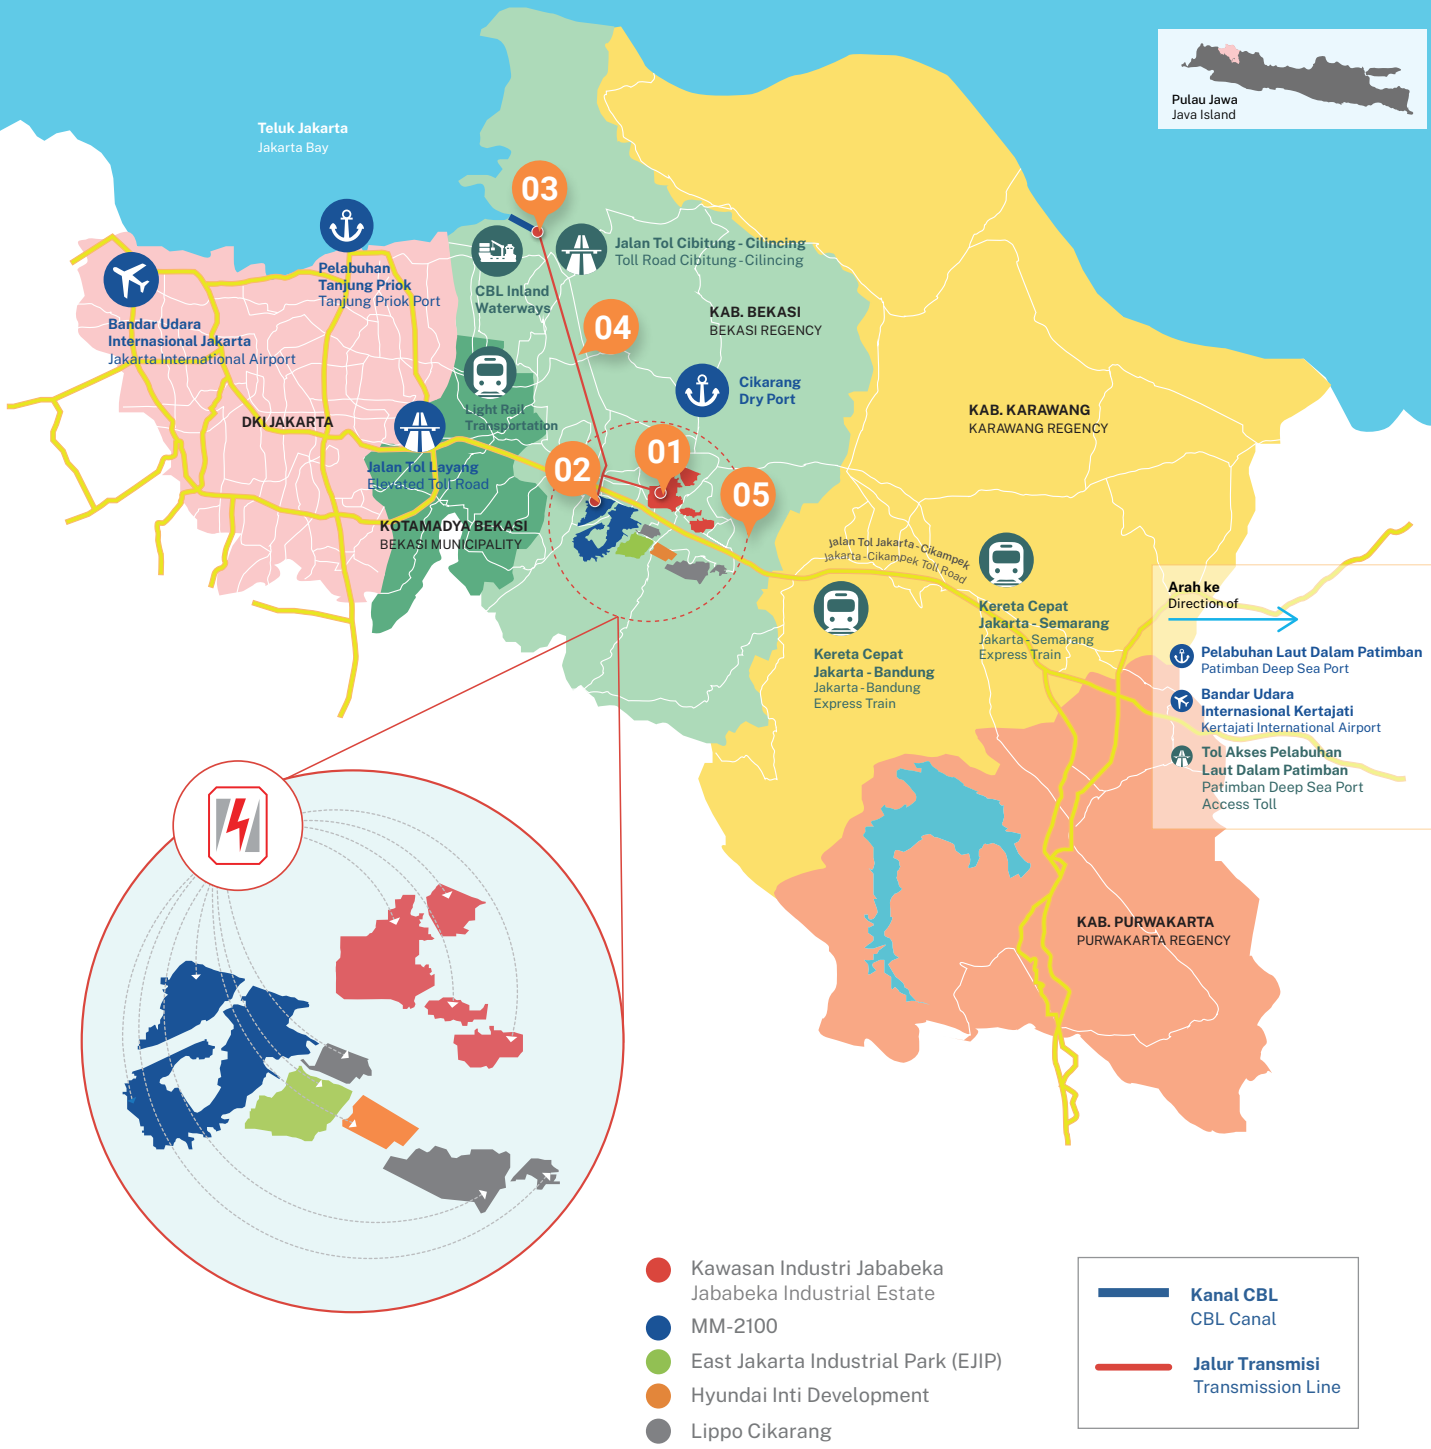 Pulau Jawa
Java Island
Teluk Jakarta
Jakarta Bay
03
Jalan Tol Cibitung - Cilincing
Toll Road Cibitung - Cilincing
Pelabuhan
Tanjung Priok
Tanjung Priok Port
CBL Inland
Waterways
Bandar Udara
Internasional Jakarta
Jakarta International Airport
04
KAB. BEKASI
BEKASI REGENCY
Cikarang
Dry Port
Light Rail
Transportation
DKI JAKARTA
KAB. KARAWANG
KARAWANG REGENCY
Jalan Tol Layang
Elevated Toll Road
02
01
05
KOTAMADYA BEKASI
BEKASI MUNICIPALITY
Jalan Tol Jakarta - Cikampek
Jakarta - Cikampek Toll Road
Kereta Cepat
Jakarta - Semarang
Jakarta - Semarang
Express Train
Kereta Cepat
Jakarta - Bandung
Jakarta - Bandung
Express Train
Arah ke
Direction of
Pelabuhan Laut Dalam Patimban
Patimban Deep Sea Port
Bandar Udara
Internasional Kertajati
Kertajati International Airport
Tol Akses Pelabuhan
Laut Dalam Patimban
Patimban Deep Sea Port
Access Toll
KAB. PURWAKARTA
PURWAKARTA REGENCY
Kawasan Industri Jababeka
Jababeka Industrial Estate
MM-2100
East Jakarta Industrial Park (EJIP)
Hyundai Inti Development
Lippo Cikarang
Kanal CBL
CBL Canal
Jalur Transmisi
Transmission Line